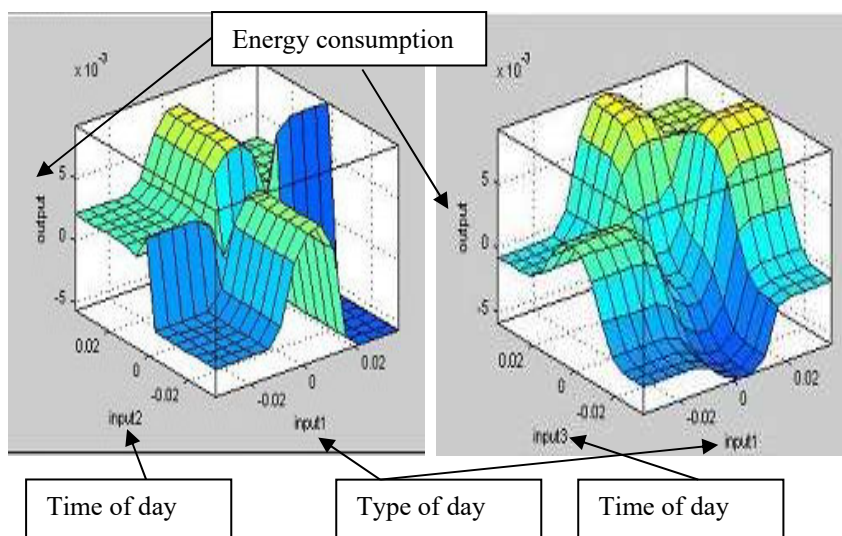 Energy consumption
x 10^-3
5
0
-5
output
0.02
0
-0.02
input2
-0.02
0
0.02
input1
x 10^-3
5
0
-5
output
0.02
0
-0.02
input3
-0.02
0
0.02
input1
Time of day
Type of day
Time of day